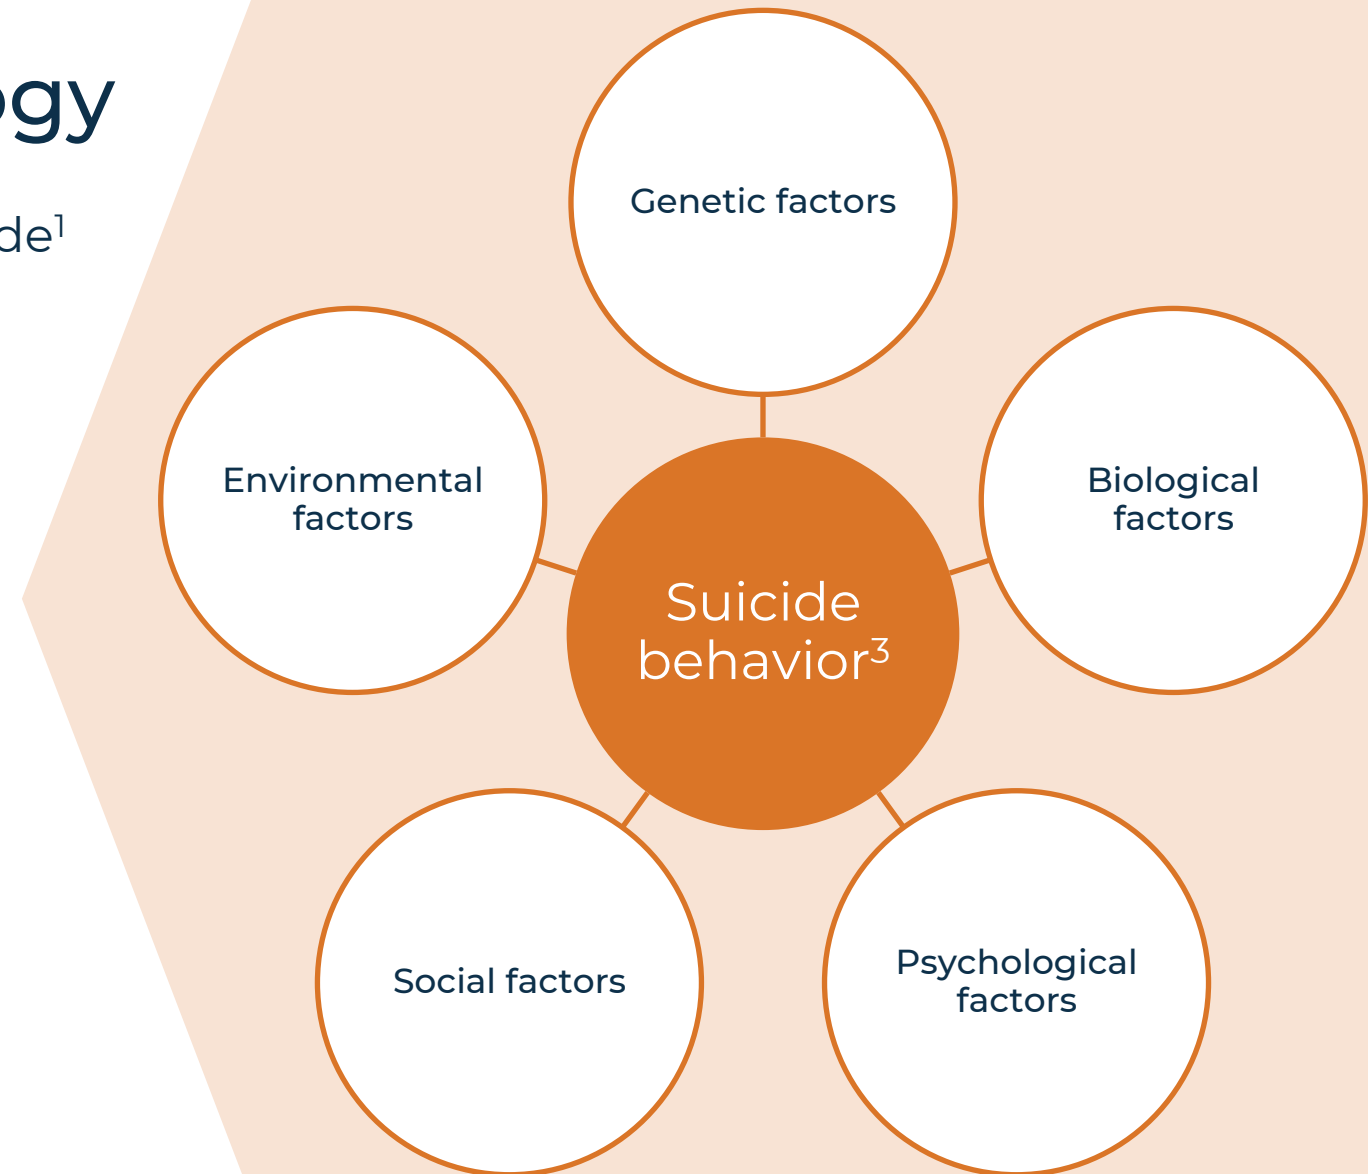 ogy
de¹
Genetic factors
Environmental
factors
Biological
factors
Suicide
behavior³
Social factors
Psychological
factors